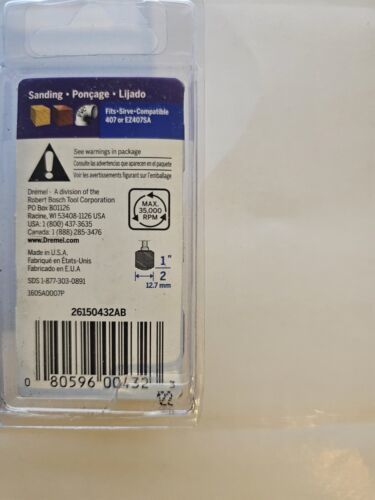 Sanding • Ponçage • Lijado
Fits•Sirve•Compatible
407 or EZ407SA
See warnings in package
Consulte las advertencias que aparecen en el paquete
Voir les avertissements figurant sur l'emballage
Dremel - A division of the
Robert Bosch Tool Corporation
PO Box 801126
Racine, WI 53408-1126 USA
USA: 1 (800) 437-3635
Canada: 1 (888) 285-3476
www.Dremel.com
MAX.
35,000
RPM
Made in U.S.A.
Fabriqué en États-Unis
Fabricado en E.U.A
SDS 1-877-303-0891
1605A0007P
1"
2
12.7 mm
26150432AB
0 80596 00432 3